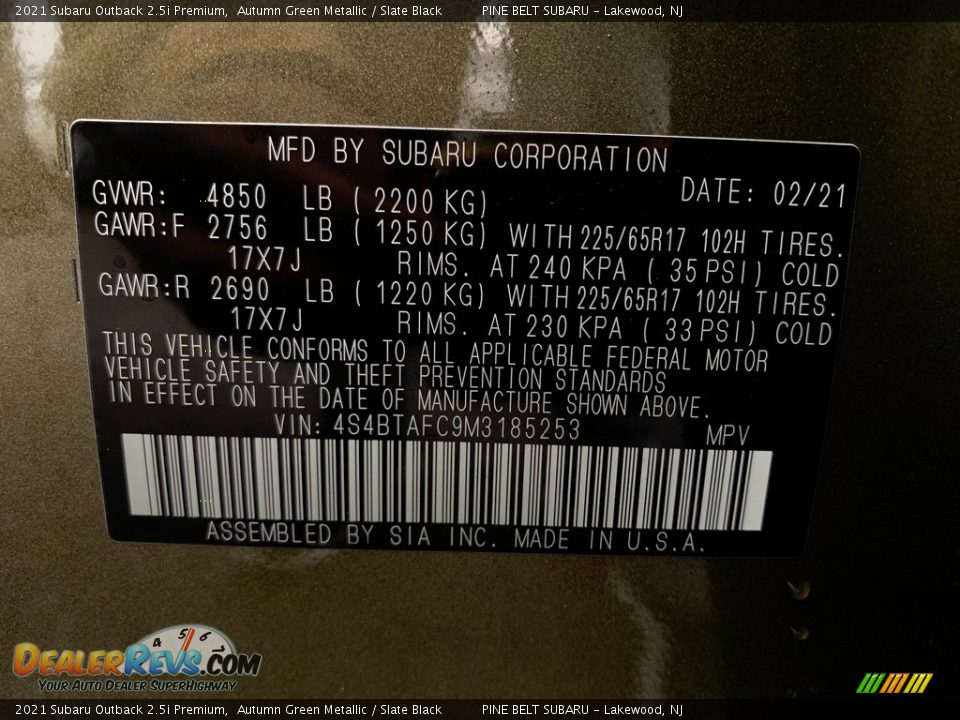 2021 Subaru Outback 2.5i Premium, Autumn Green Metallic / Slate Black PINE BELT SUBARU - Lakewood, NJ
MFD BY SUBARU CORPORATION
DATE: 02/21
GVWR: 4850 LB ( 2200 KG)
GAWR:F 2756 LB ( 1250 KG) WITH 225/65R17 102H TIRES.
17X7J RIMS. AT 240 KPA ( 35 PSI) COLD
GAWR:R 2690 LB ( 1220 KG) WITH 225/65R17 102H TIRES.
17X7J RIMS. AT 230 KPA ( 33 PSI) COLD
THIS VEHICLE CONFORMS TO ALL APPLICABLE FEDERAL MOTOR
VEHICLE SAFETY AND THEFT PREVENTION STANDARDS
IN EFFECT ON THE DATE OF MANUFACTURE SHOWN ABOVE.
VIN: 4S4BTAFC9M3185253 MPV
ASSEMBLED BY SIA INC. MADE IN U.S.A.
4 5 6 7
DEALERREVS.COM
YOUR AUTO DEALER SUPERHIGHWAY
2021 Subaru Outback 2.5i Premium, Autumn Green Metallic / Slate Black PINE BELT SUBARU - Lakewood, NJ